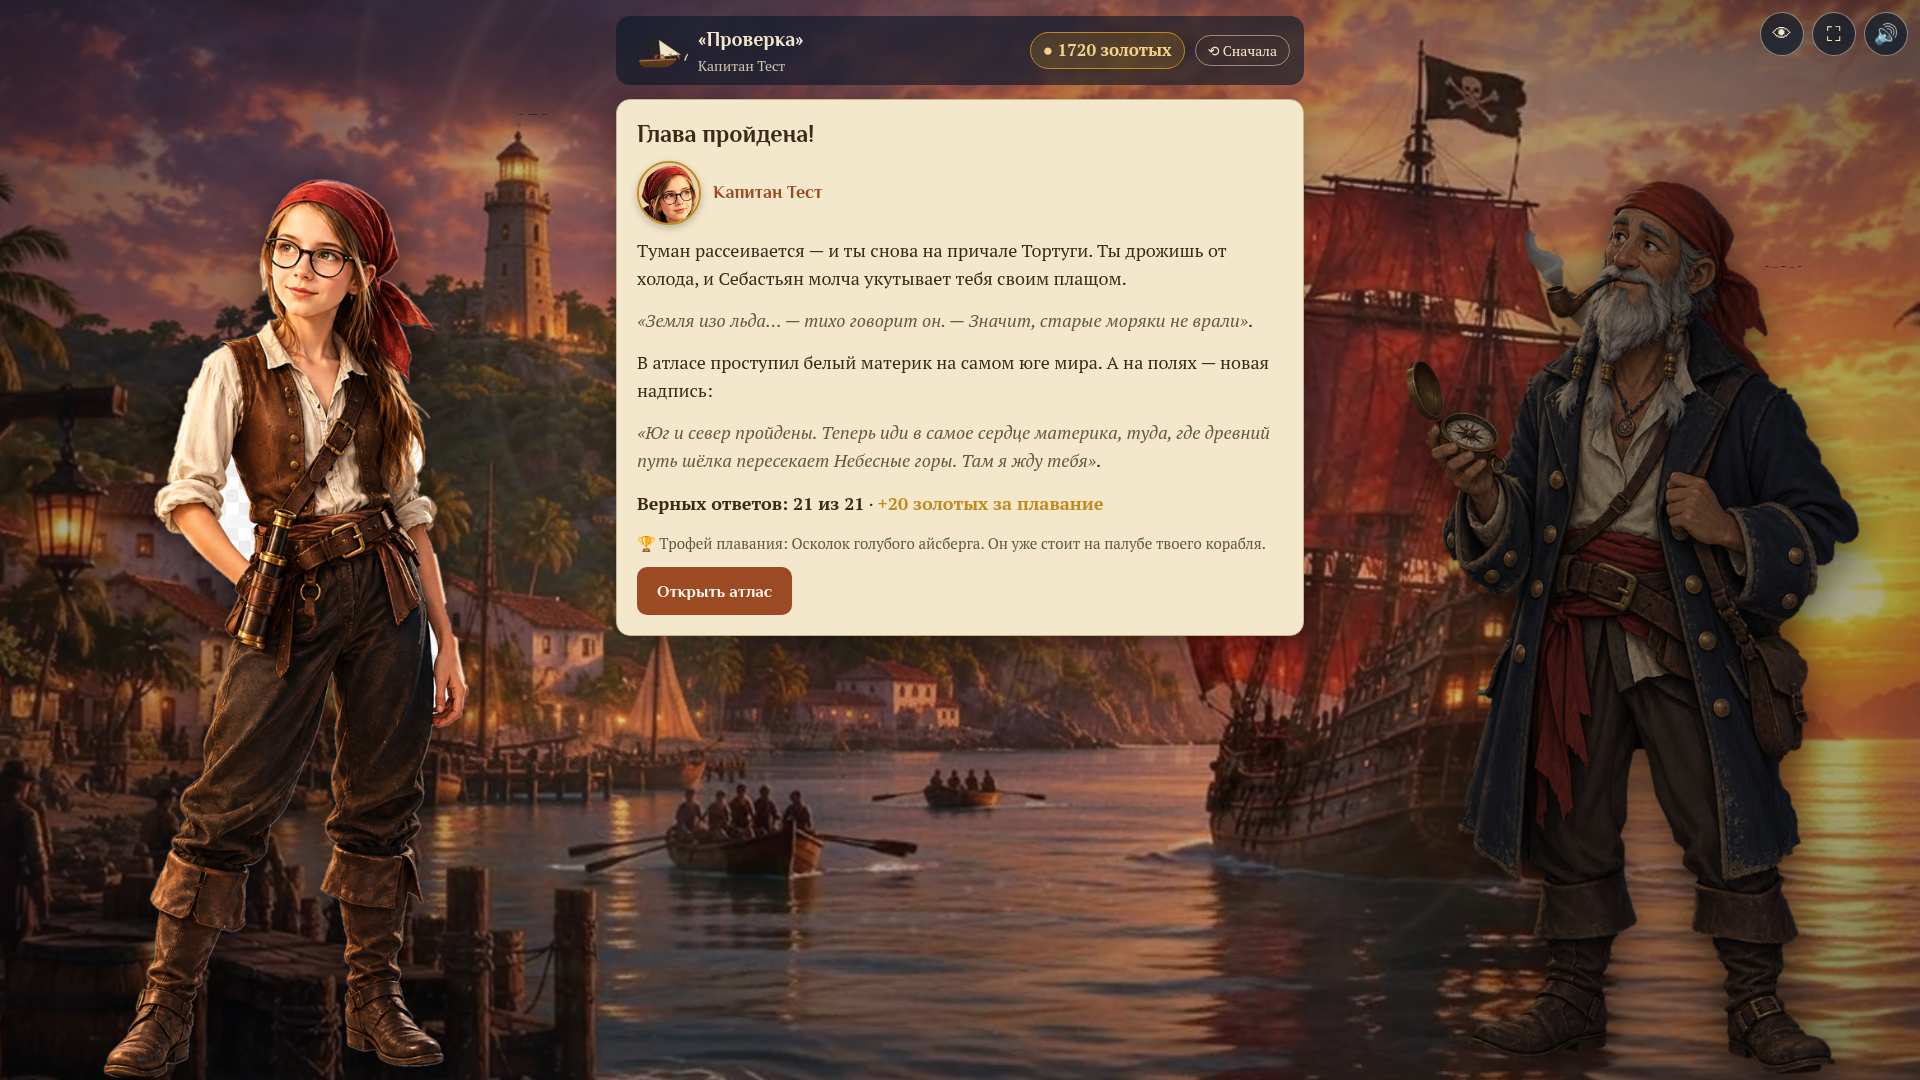 «Проверка»
Капитан Тест
● 1720 золотых
⟲ Сначала
Глава пройдена!
Капитан Тест
Туман рассеивается — и ты снова на причале Тортуги. Ты дрожишь от
холода, и Себастьян молча укутывает тебя своим плащом.
«Земля изо льда… — тихо говорит он. — Значит, старые моряки не врали».
В атласе проступил белый материк на самом юге мира. А на полях — новая
надпись:
«Юг и север пройдены. Теперь иди в самое сердце материка, туда, где древний
путь шёлка пересекает Небесные горы. Там я жду тебя».
Верных ответов: 21 из 21 · +20 золотых за плавание
🏆 Трофей плавания: Осколок голубого айсберга. Он уже стоит на палубе твоего корабля.
Открыть атлас